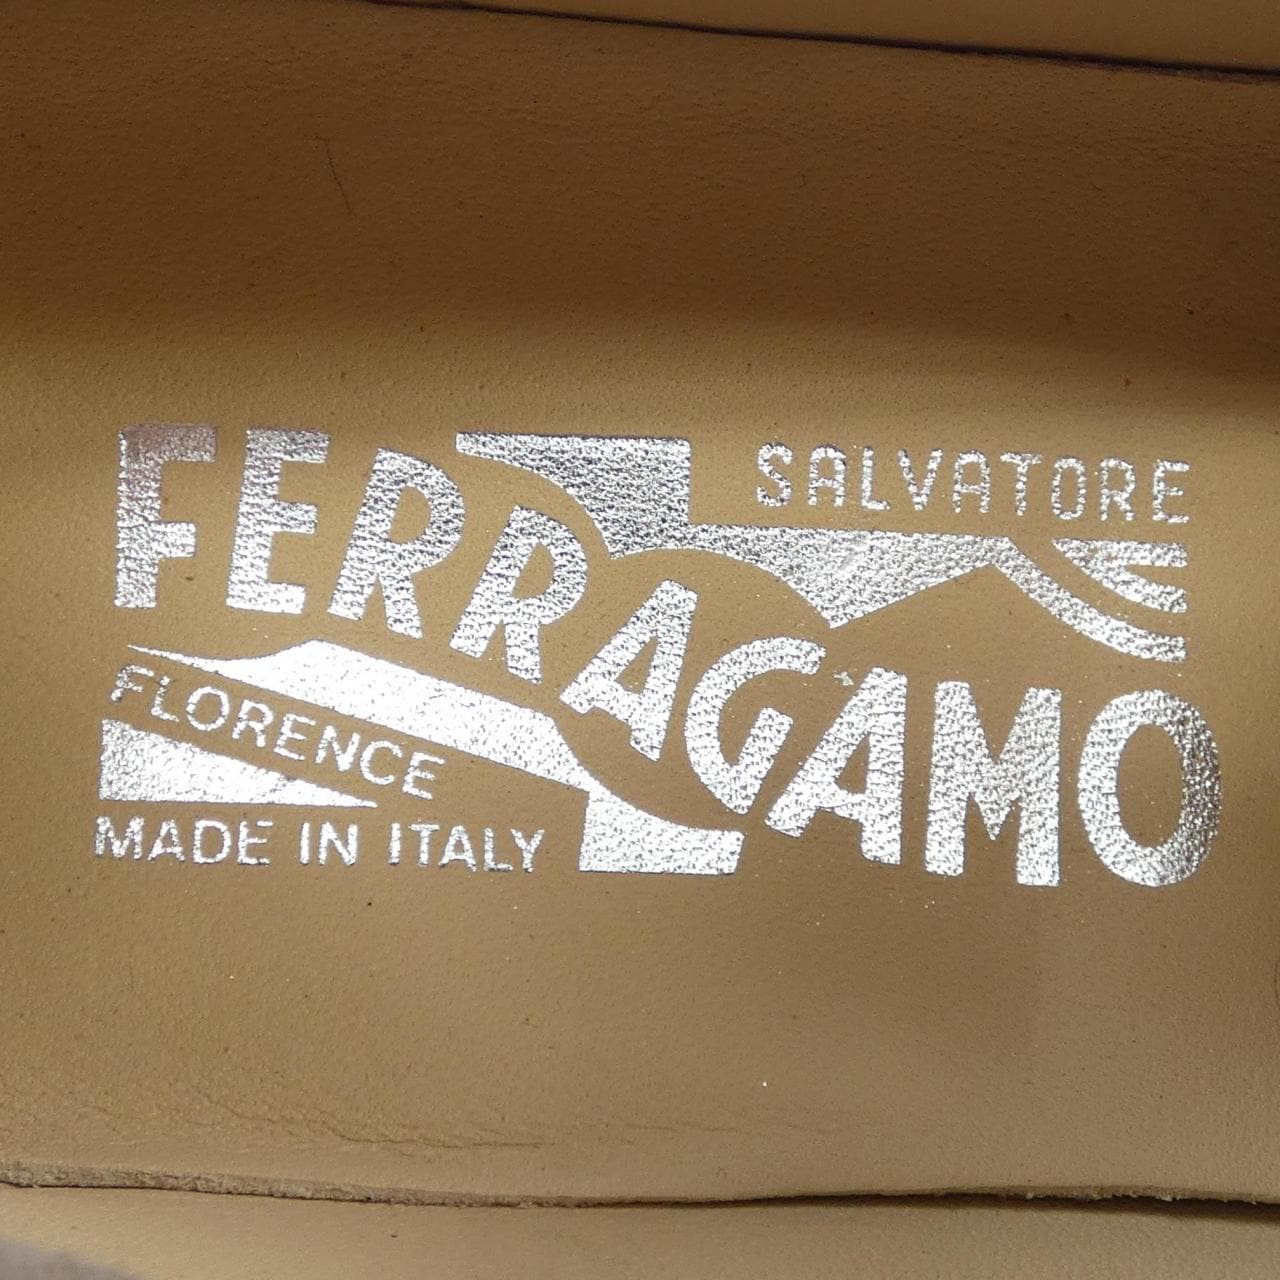 SALVATORE
FERRAGAMO
FLORENCE
MADE IN ITALY